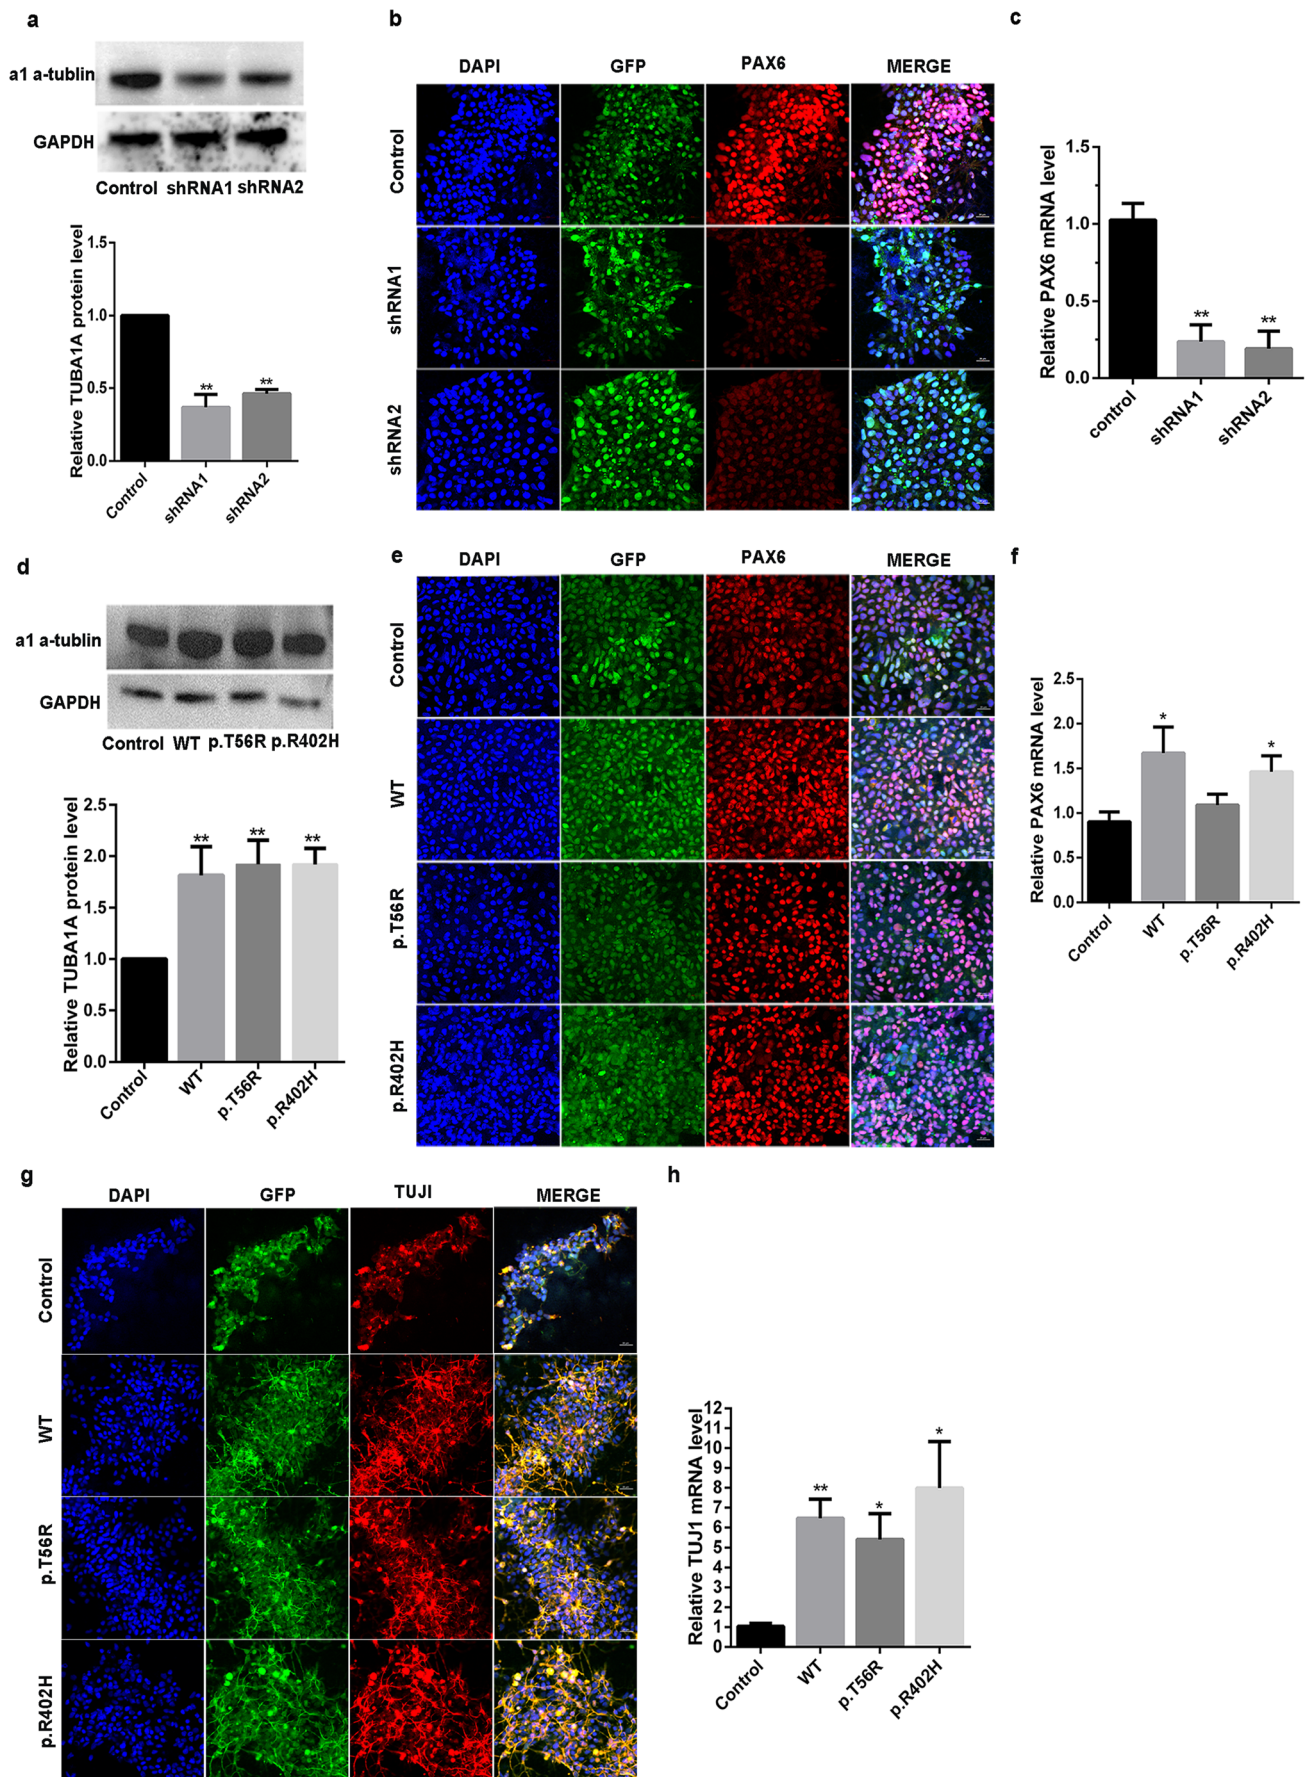 a
a1 a-tublin
GAPDH
Control shRNA1 shRNA2
Relative TUBA1A protein level
1.5
1.0
0.5
0.0
** **
Control shRNA1 shRNA2
b
DAPI GFP PAX6 MERGE
Control
shRNA1
shRNA2
c
Relative PAX6 mRNA level
1.5
1.0
0.5
0.0
** **
control shRNA1 shRNA2
d
a1 a-tublin
GAPDH
Control WT p.T56R p.R402H
Relative TUBA1A protein level
2.5
2.0
1.5
1.0
0.5
0.0
** ** **
Control WT p.T56R p.R402H
e
DAPI GFP PAX6 MERGE
Control
WT
p.T56R
p.R402H
f
Relative PAX6 mRNA level
2.5
2.0
1.5
1.0
0.5
0.0
* *
Control WT p.T56R p.R402H
g
DAPI GFP TUJI MERGE
Control
WT
p.T56R
p.R402H
h
Relative TUJ1 mRNA level
12
11
10
9
8
7
6
5
4
3
2
1
0
** * *
Control WT p.T56R p.R402H